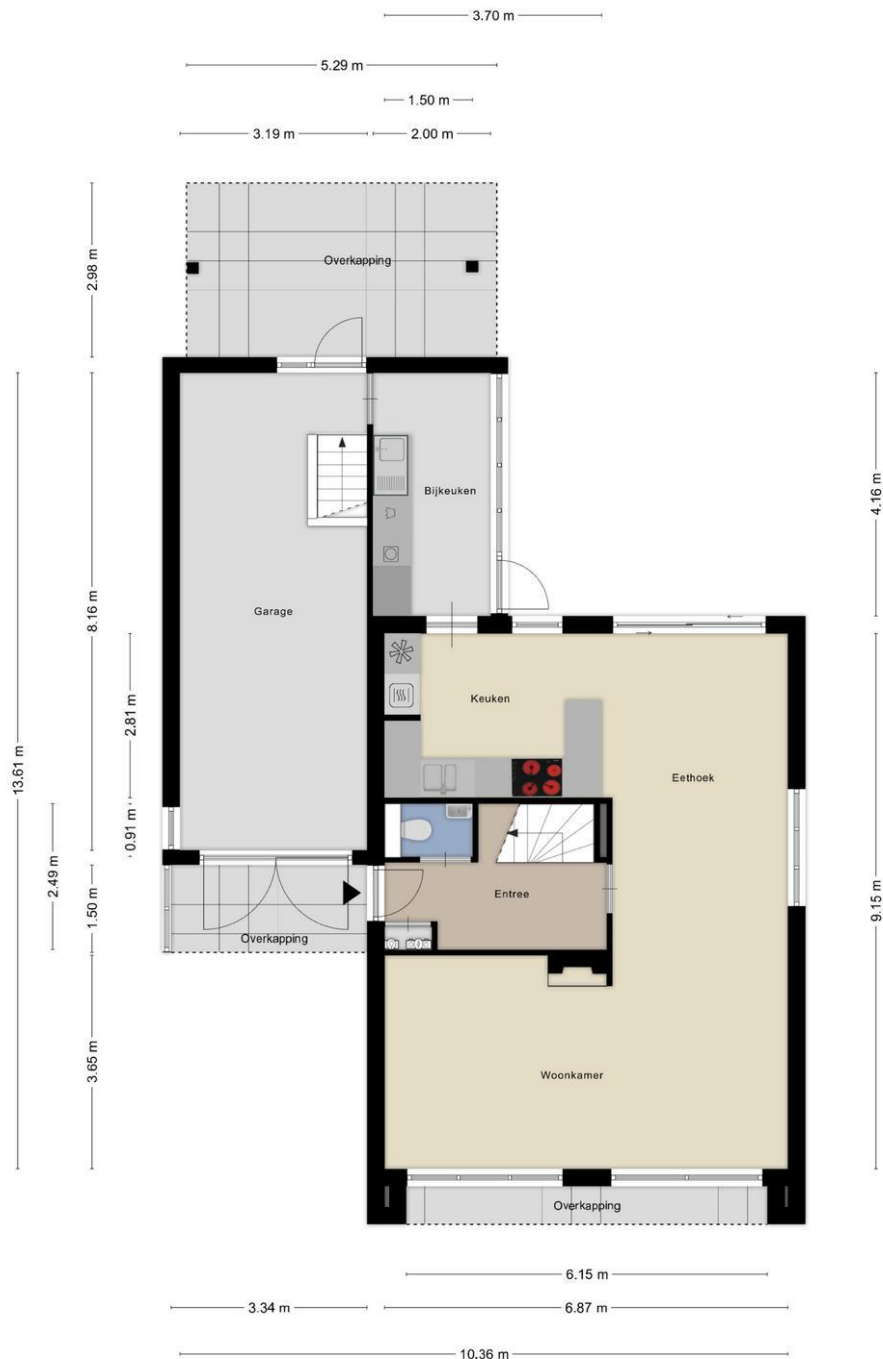 3.70 m
5.29 m
1.50 m
3.19 m
2.00 m
2.98 m
Overkapping
8.16 m
4.16 m
Bijkeuken
Garage
13.61 m
2.81 m
Keuken
Eethoek
0.91 m
2.49 m
1.50 m
9.15 m
Entree
Overkapping
3.65 m
Woonkamer
Overkapping
6.15 m
3.34 m
6.87 m
10.36 m